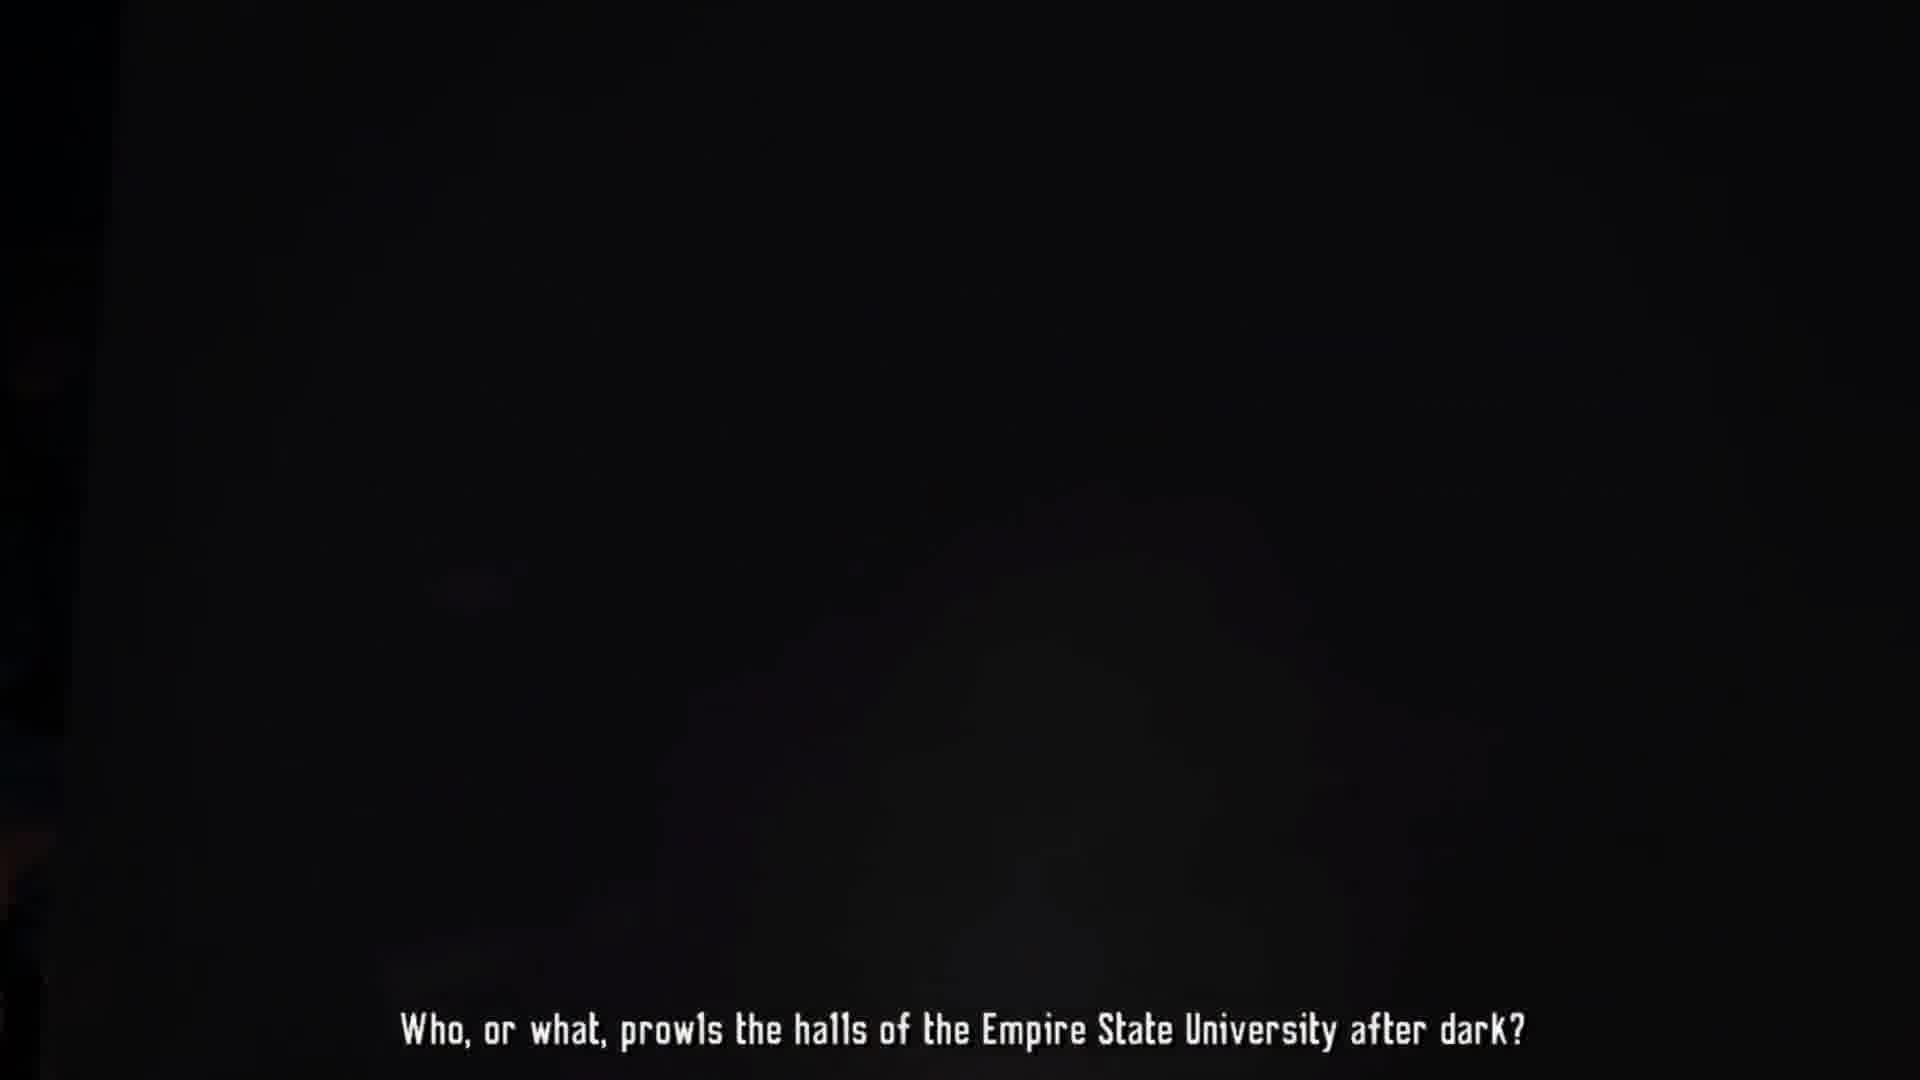 Who, or what, prowls the halls of the Empire State University after dark?